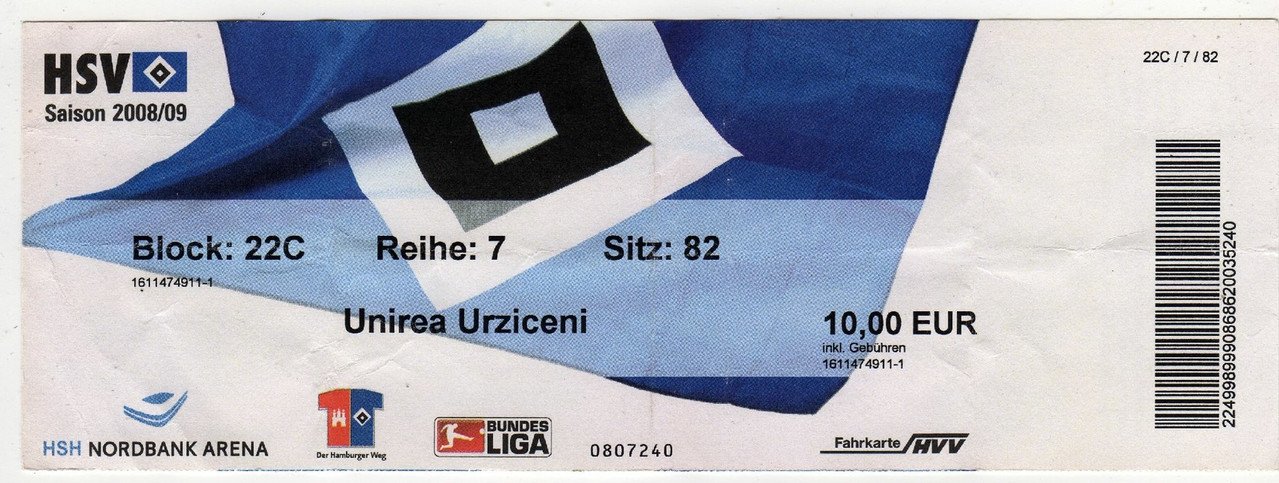 HSV
Saison 2008/09
22C / 7 / 82
Block: 22C Reihe: 7 Sitz: 82
1611474911-1
Unirea Urziceni
10,00 EUR
inkl. Gebühren
1611474911-1
2249989990868620035240
HSH NORDBANK ARENA
Der Hamburger Weg
BUNDES
LIGA
0807240
Fahrkarte HVV